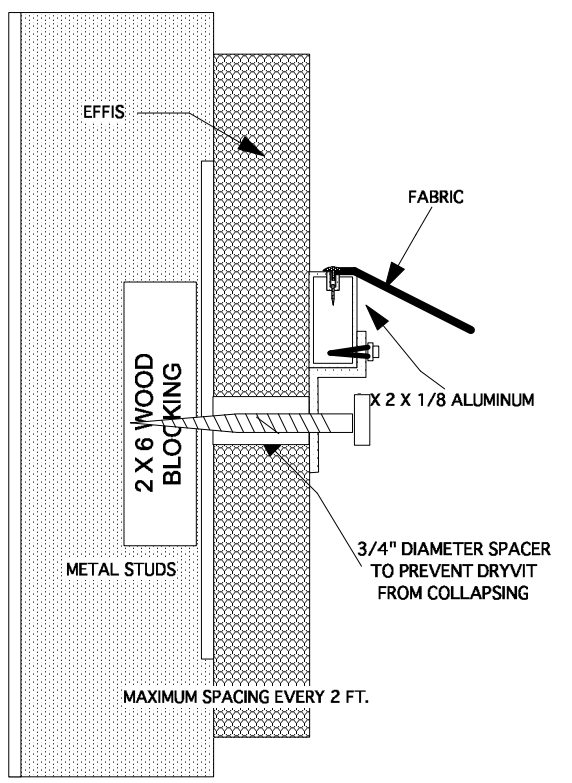 EFFIS
FABRIC
X 2 X 1/8 ALUMINUM
2 X 6 WOOD
BLOCKING
3/4" DIAMETER SPACER
TO PREVENT DRYVIT
FROM COLLAPSING
METAL STUDS
MAXIMUM SPACING EVERY 2 FT.